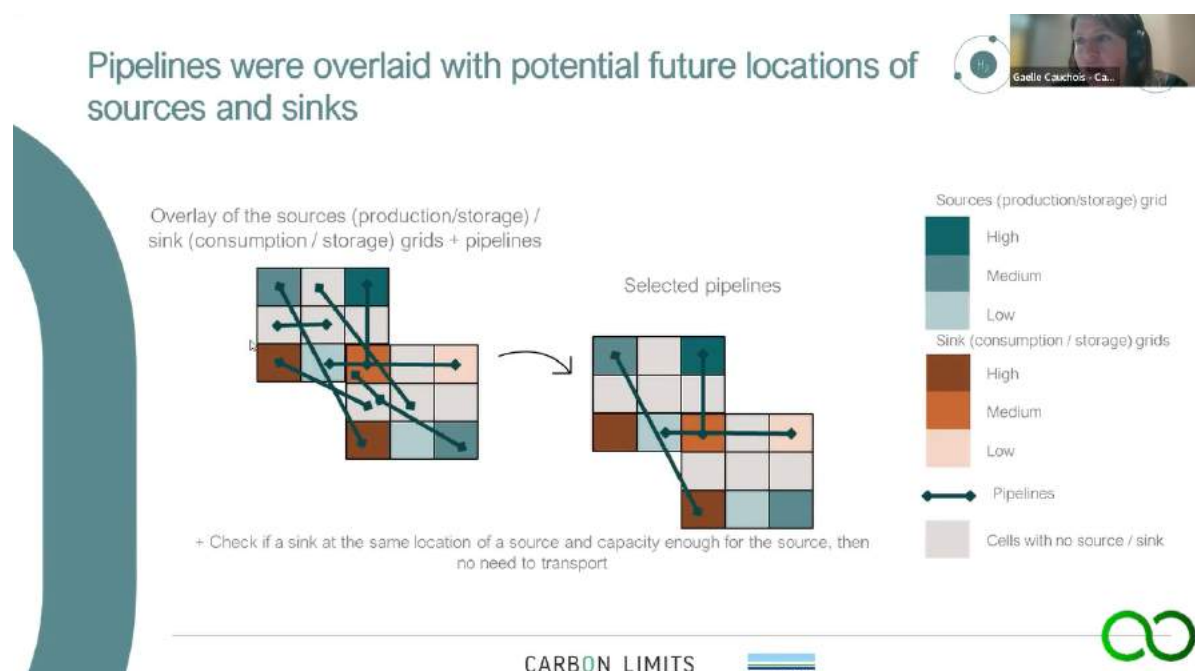 Pipelines were overlaid with potential future locations of
sources and sinks
H₂
Gaelle Cauchois - Ca...
Overlay of the sources (production/storage) /
sink (consumption / storage) grids + pipelines
Selected pipelines
Sources (production/storage) grid
High
Medium
Low
Sink (consumption / storage) grids
High
Medium
Low
Pipelines
Cells with no source / sink
+ Check if a sink at the same location of a source and capacity enough for the source, then
no need to transport
CARBON LIMITS